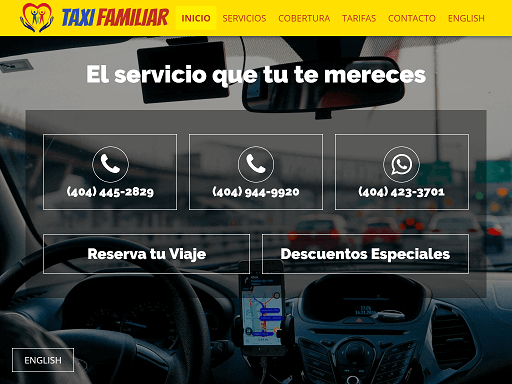 TAXI FAMILIAR
INICIO SERVICIOS COBERTURA TARIFAS CONTACTO ENGLISH
El servicio que tu te mereces
(404) 445-2829 (404) 944-9920 (404) 423-3701
Reserva tu Viaje Descuentos Especiales
ENGLISH